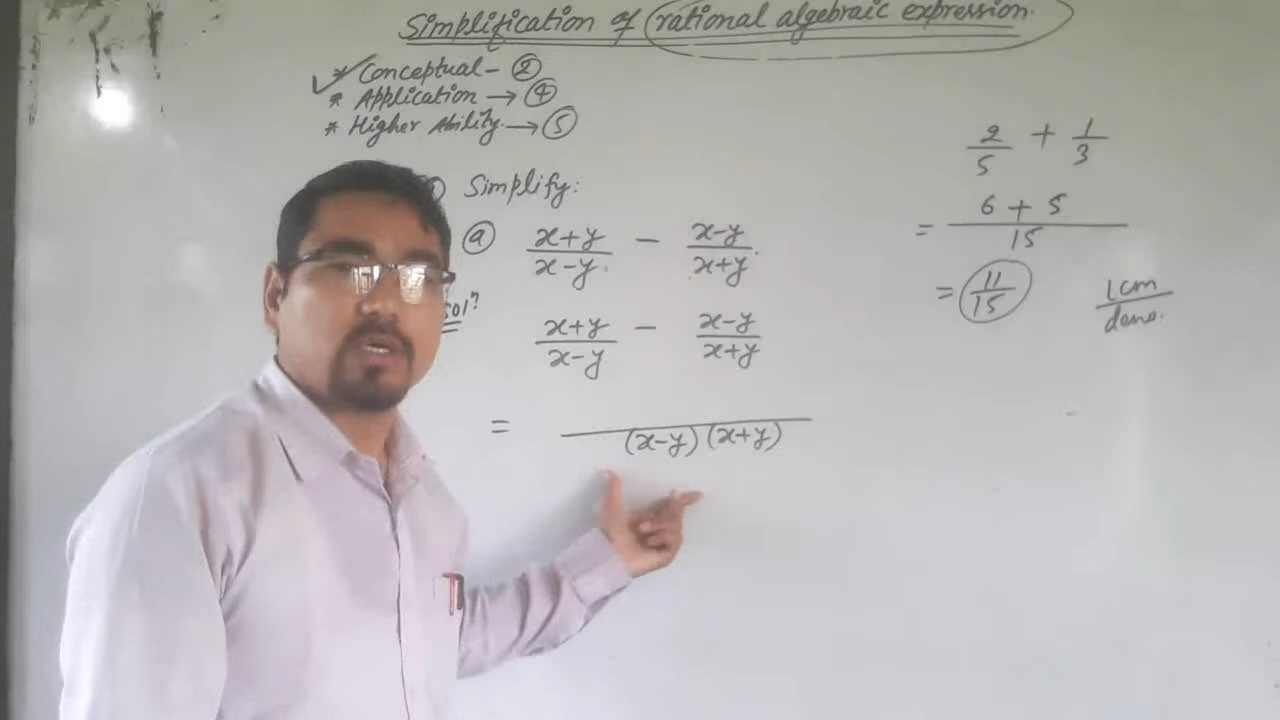 Simplification of rational algebraic expression.
* Conceptual - ②
* Application → ④
* Higher Ability. → ⑤
Simplify:
ⓐ x+y/x-y - x-y/x+y
sol?
x+y/x-y - x-y/x+y
= /(x-y)(x+y)
2/5 + 1/3
= 6 + 5/15
= 11/15
lcm/deno.